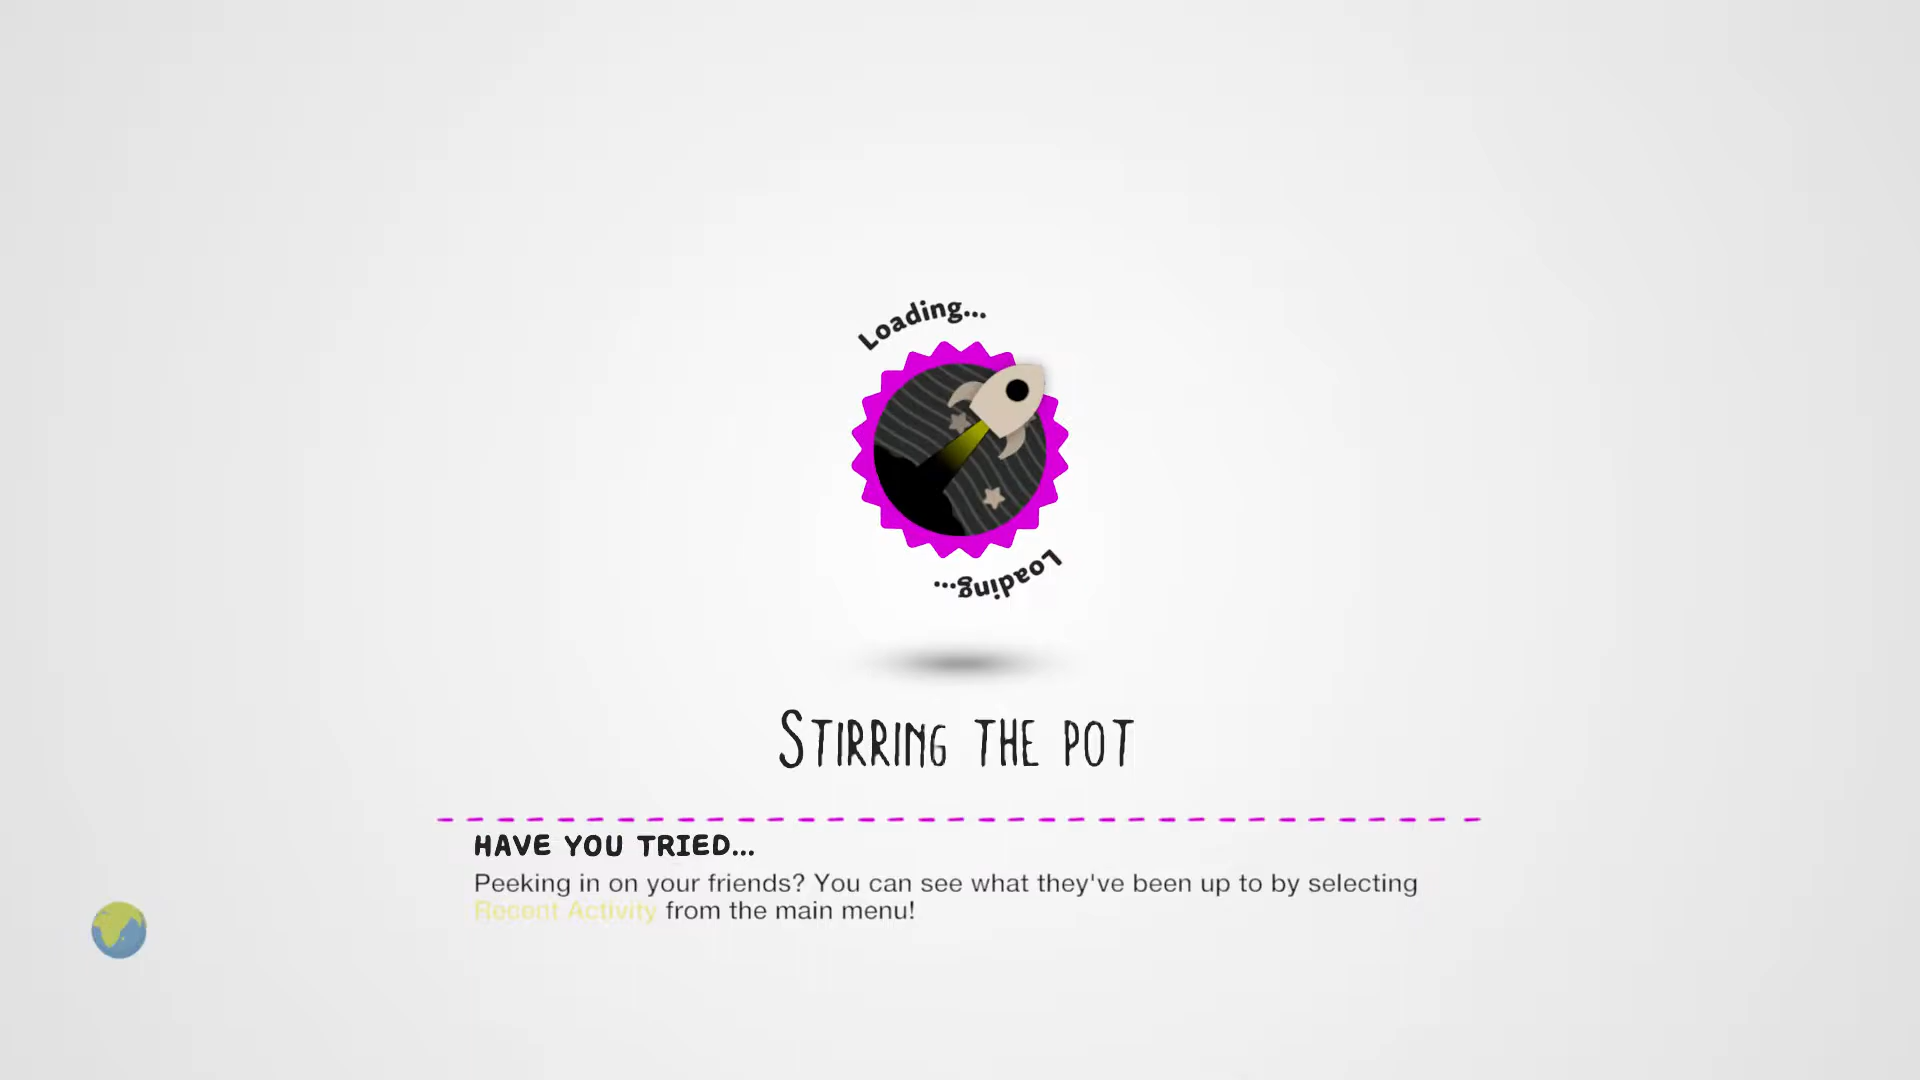 Loading...
Loading...
STIRRING THE POT
HAVE YOU TRIED...
Peeking in on your friends? You can see what they've been up to by selecting
Recent Activity from the main menu!